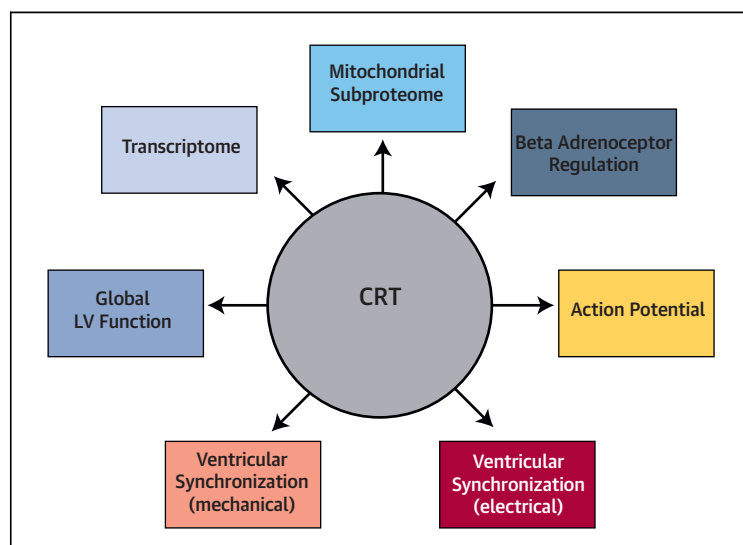 Mitochondrial
Subproteome
Transcriptome
Beta Adrenoceptor
Regulation
CRT
Global
LV Function
Action Potential
Ventricular
Synchronization
(mechanical)
Ventricular
Synchronization
(electrical)